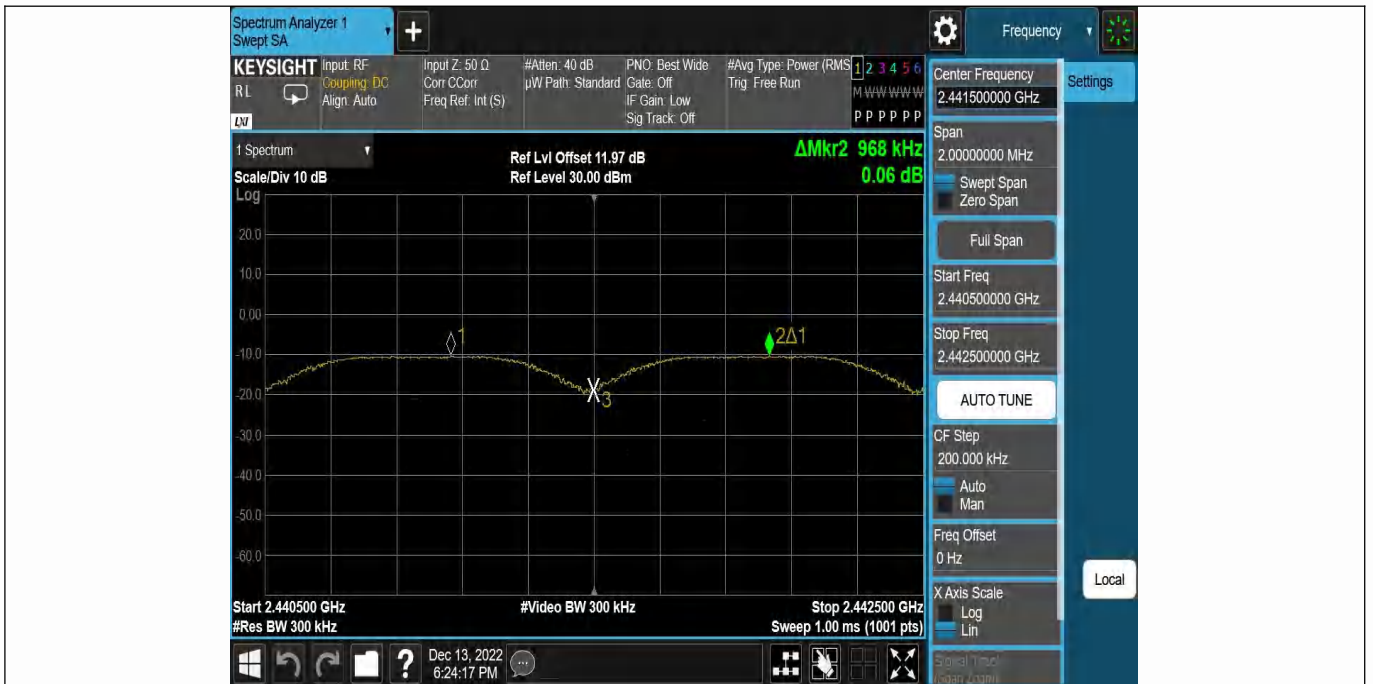 Spectrum Analyzer 1
Swept SA
Frequency
KEYSIGHT
RL
LXI
Input: RF
Coupling: DC
Align: Auto
Input Z: 50 Ω
Corr CCorr
Freq Ref: Int (S)
#Atten: 40 dB
µW Path: Standard
PNO: Best Wide
Gate: Off
IF Gain: Low
Sig Track: Off
#Avg Type: Power (RMS
Trig: Free Run
1 2 3 4 5 6
M W W W W W
P P P P P P
1 Spectrum
Scale/Div 10 dB
Log
Ref Lvl Offset 11.97 dB
Ref Level 30.00 dBm
ΔMkr2 968 kHz
0.06 dB
20.0
10.0
0.00
-10.0
-20.0
-30.0
-40.0
-50.0
-60.0
1
2Δ1
X
3
Start 2.440500 GHz
#Res BW 300 kHz
#Video BW 300 kHz
Stop 2.442500 GHz
Sweep 1.00 ms (1001 pts)
Dec 13, 2022
6:24:17 PM
Center Frequency
2.441500000 GHz
Settings
Span
2.00000000 MHz
Swept Span
Zero Span
Full Span
Start Freq
2.440500000 GHz
Stop Freq
2.442500000 GHz
AUTO TUNE
CF Step
200.000 kHz
Auto
Man
Freq Offset
0 Hz
X Axis Scale
Log
Lin
Local
Signal Track
(Span Zoom)